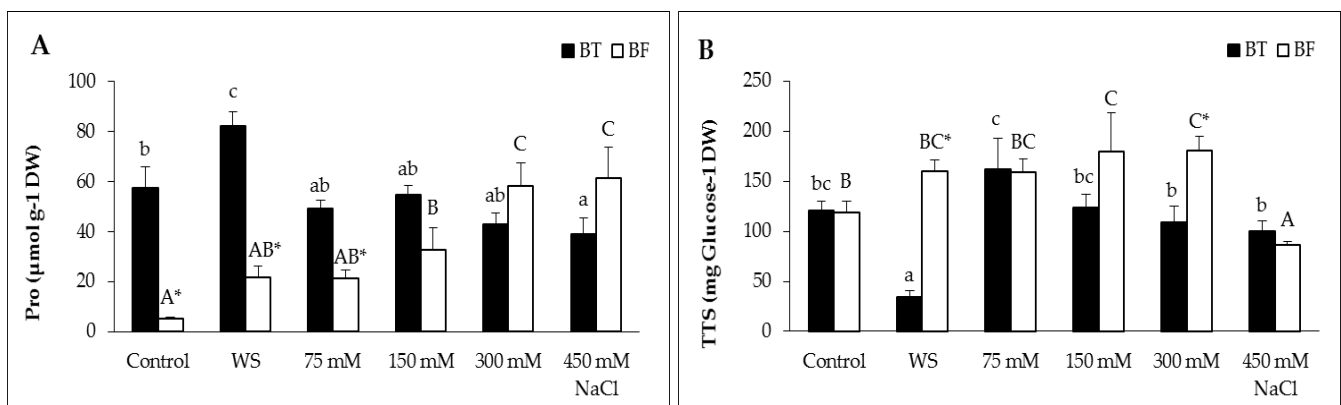 A
BT BF
Pro (µmol g-1 DW)
100
80
60
40
20
0
b
A*
c
AB*
ab
AB*
ab
B
ab
C
a
C
Control WS 75 mM 150 mM 300 mM 450 mM
NaCl
B
BT BF
TTS (mg Glucose-1 DW)
250
200
150
100
50
0
bc
B
a
BC*
c
BC
bc
C
b
C*
b
A
Control WS 75 mM 150 mM 300 mM 450 mM
NaCl